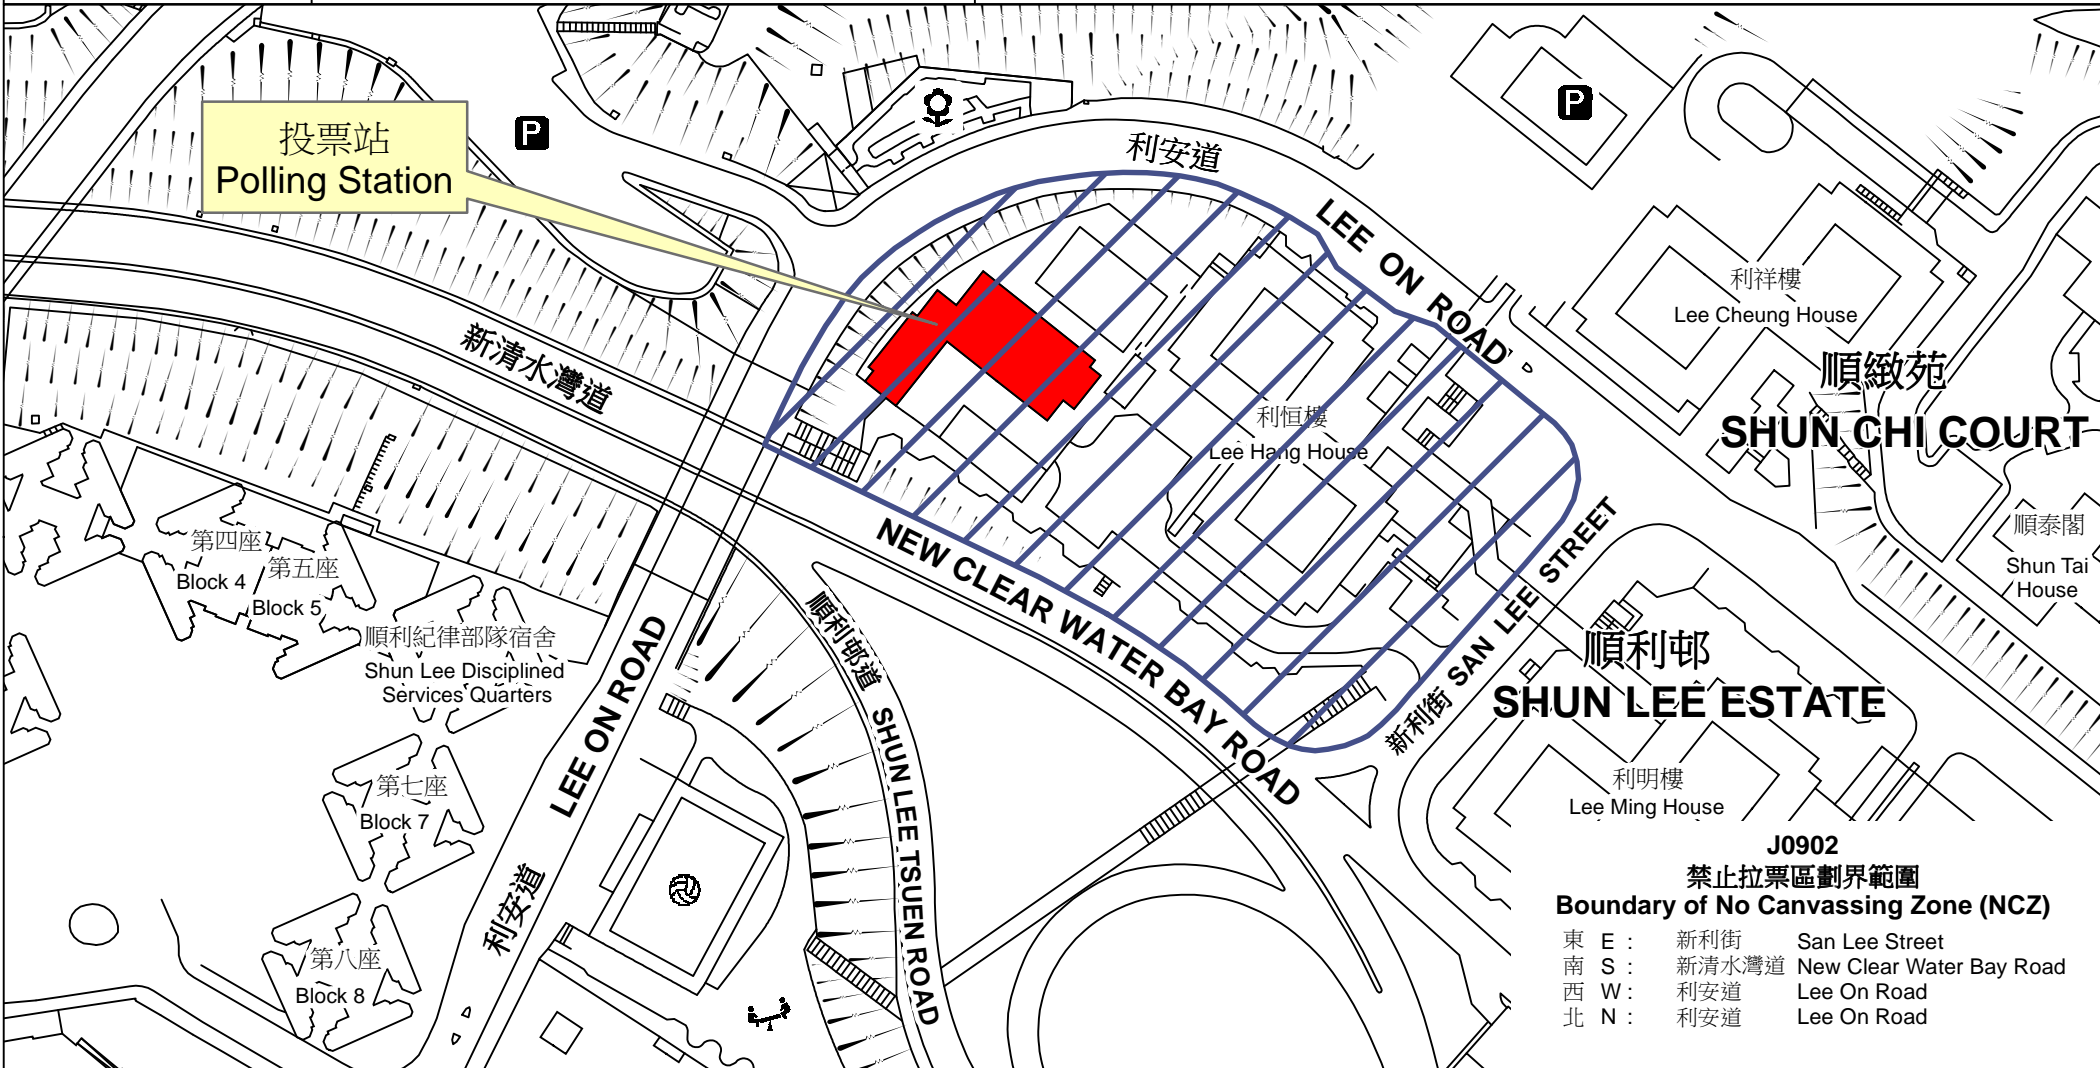 投票站
Polling Station
P
P
利安道
LEE ON ROAD
新清水灣道
NEW CLEAR WATER BAY ROAD
利祥樓
Lee Cheung House
順緻苑
SHUN CHI COURT
利恒樓
Lee Hang House
順泰閣
Shun Tai
House
第四座
Block 4
第五座
Block 5
順利紀律部隊宿舍
Shun Lee Disciplined
Services Quarters
第七座
Block 7
第八座
Block 8
利安道 LEE ON ROAD
順利邨道 SHUN LEE TSUEN ROAD
新利街 SAN LEE STREET
順利邨
SHUN LEE ESTATE
利明樓
Lee Ming House
J0902
禁止拉票區劃界範圍
Boundary of No Canvassing Zone (NCZ)
東 E : 新利街 San Lee Street
南 S : 新清水灣道 New Clear Water Bay Road
西 W : 利安道 Lee On Road
北 N : 利安道 Lee On Road